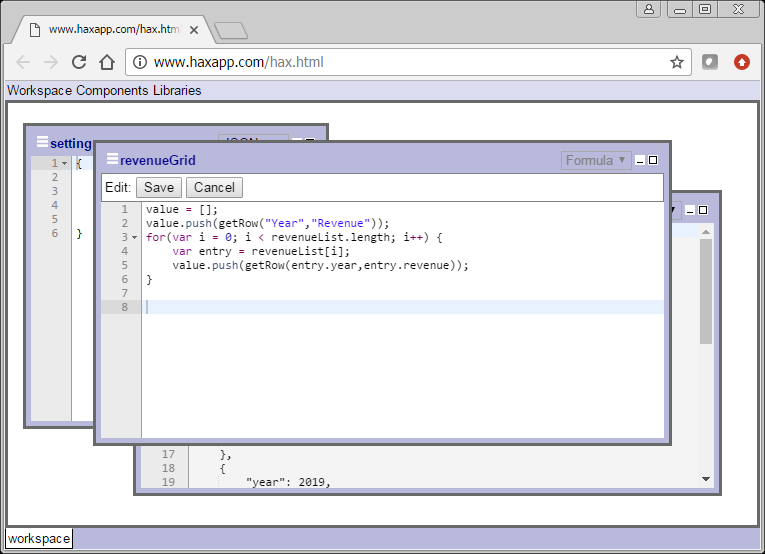 www.haxapp.com/hax.htm
www.haxapp.com/hax.html
Workspace Components Libraries
setting
JSON
1 {
2
3
4
5
6 }
revenueGrid
Formula
Edit: Save Cancel
1 value = [];
2 value.push(getRow("Year","Revenue"));
3 for(var i = 0; i < revenueList.length; i++) {
4 var entry = revenueList[i];
5 value.push(getRow(entry.year,entry.revenue));
6 }
7
8
17 },
18 {
19 "year": 2019,
workspace